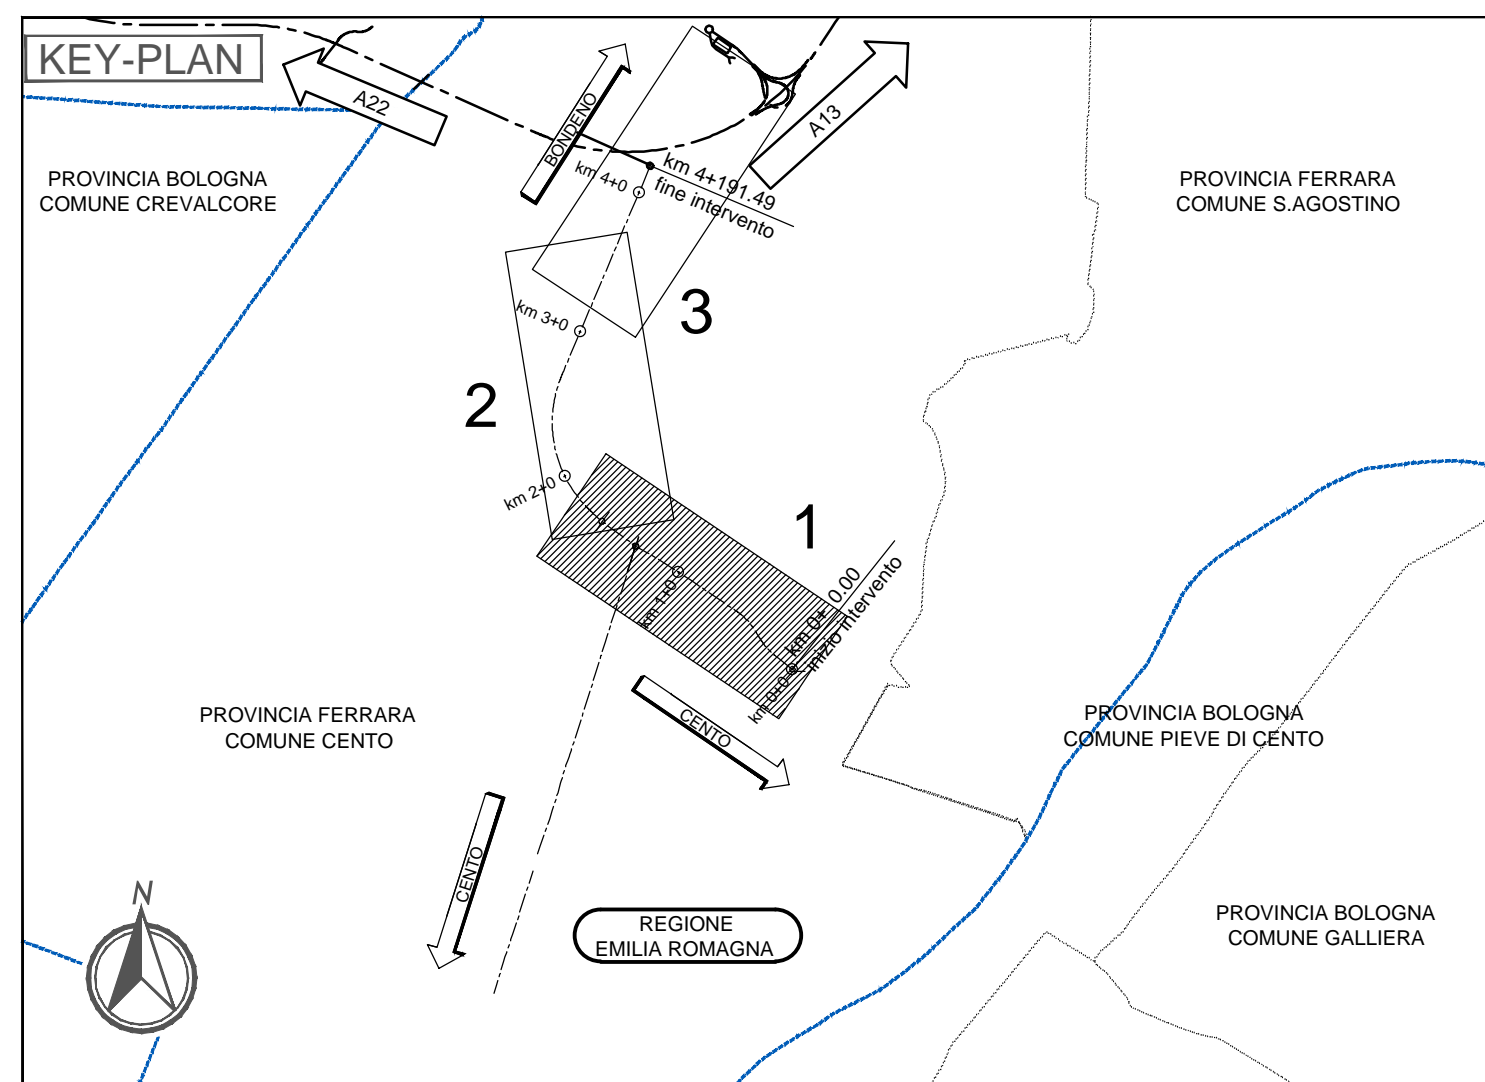 KEY-PLAN
A22
BONDENO
A13
PROVINCIA BOLOGNA
COMUNE CREVALCORE
km 4+0
km 4+191.49
fine intervento
PROVINCIA FERRARA
COMUNE S.AGOSTINO
km 3+0
3
2
km 2+0
1
km 1+0
km 0+ 0.00
inizio intervento
km 0+0
PROVINCIA FERRARA
COMUNE CENTO
CENTO
PROVINCIA BOLOGNA
COMUNE PIEVE DI CENTO
CENTO
N
REGIONE
EMILIA ROMAGNA
PROVINCIA BOLOGNA
COMUNE GALLIERA